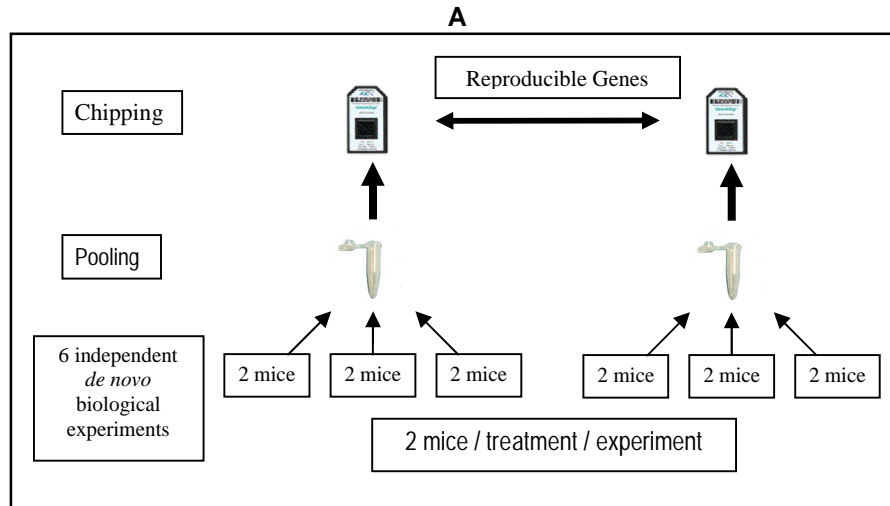 A
Chipping
Reproducible Genes
Pooling
6 independent
de novo
biological
experiments
2 mice
2 mice
2 mice
2 mice
2 mice
2 mice
2 mice / treatment / experiment